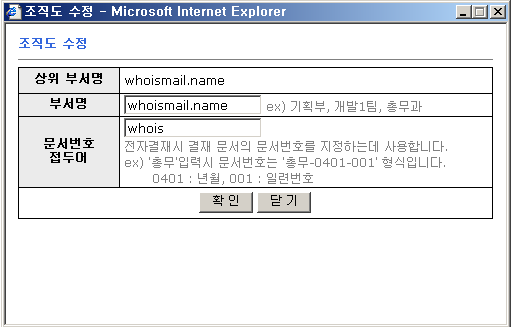 조직도 수정 - Microsoft Internet Explorer
조직도 수정
상위 부서명 whoismail.name
부서명 whoismail.name ex) 기획부, 개발1팀, 총무과
문서번호
접두어
whois
전자결재시 결재 문서의 문서번호를 지정하는데 사용합니다.
ex) '총무'입력시 문서번호는 '총무-0401-001' 형식입니다.
0401 : 년월, 001 : 일련번호
확 인 닫 기